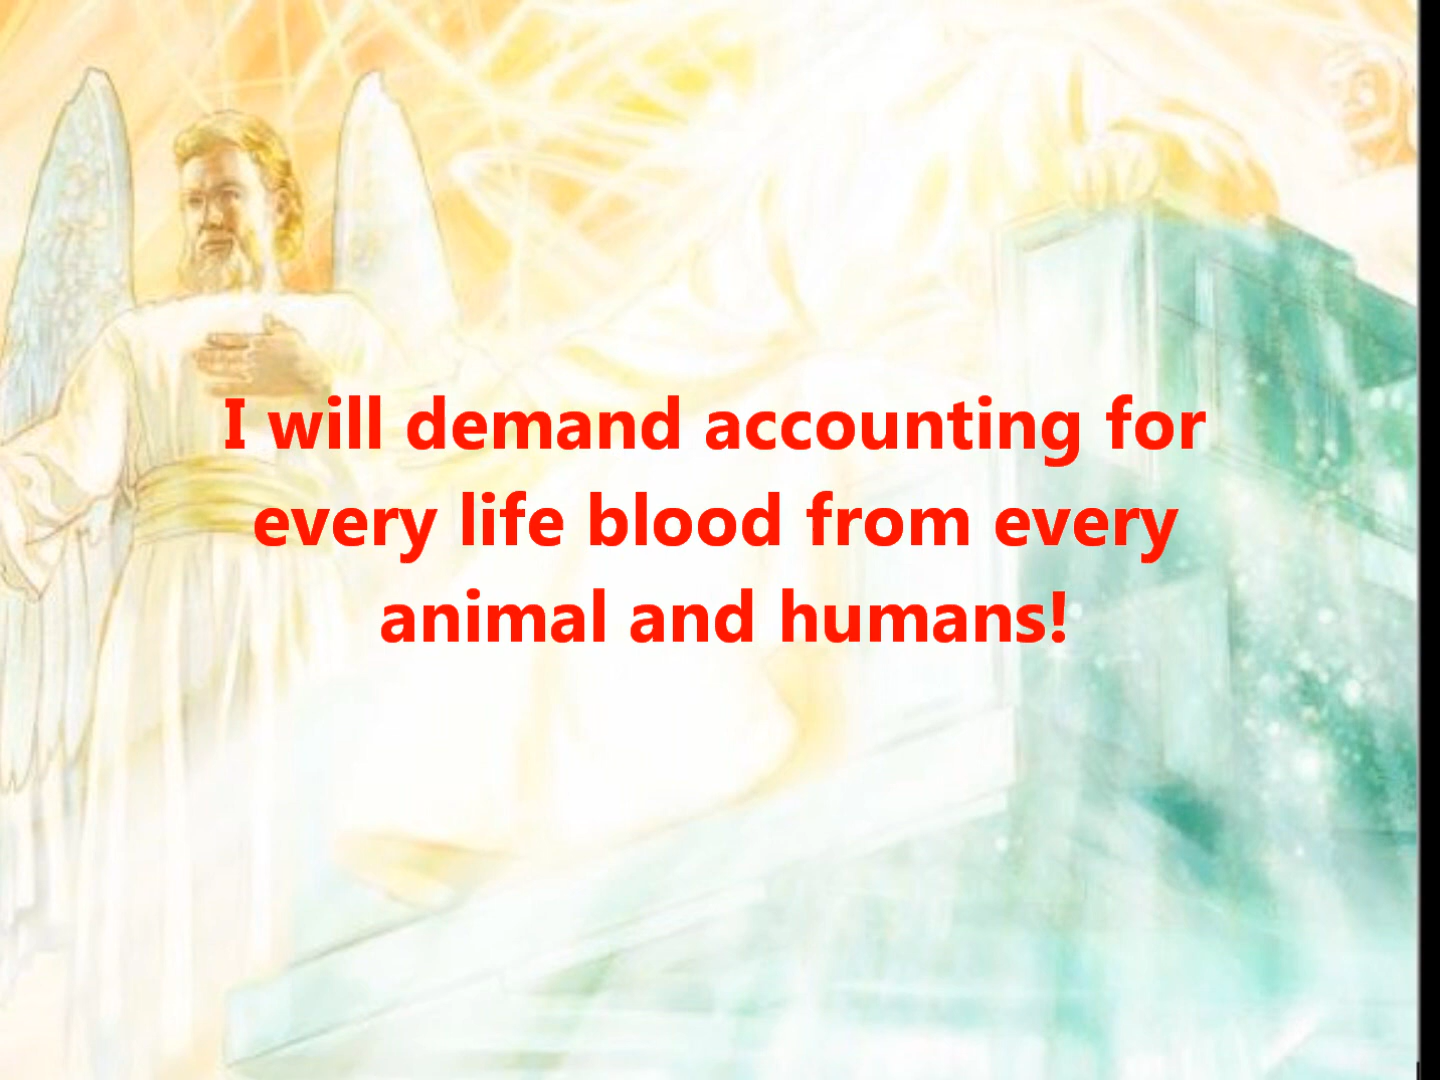 I will demand accounting for
every life blood from every
animal and humans!